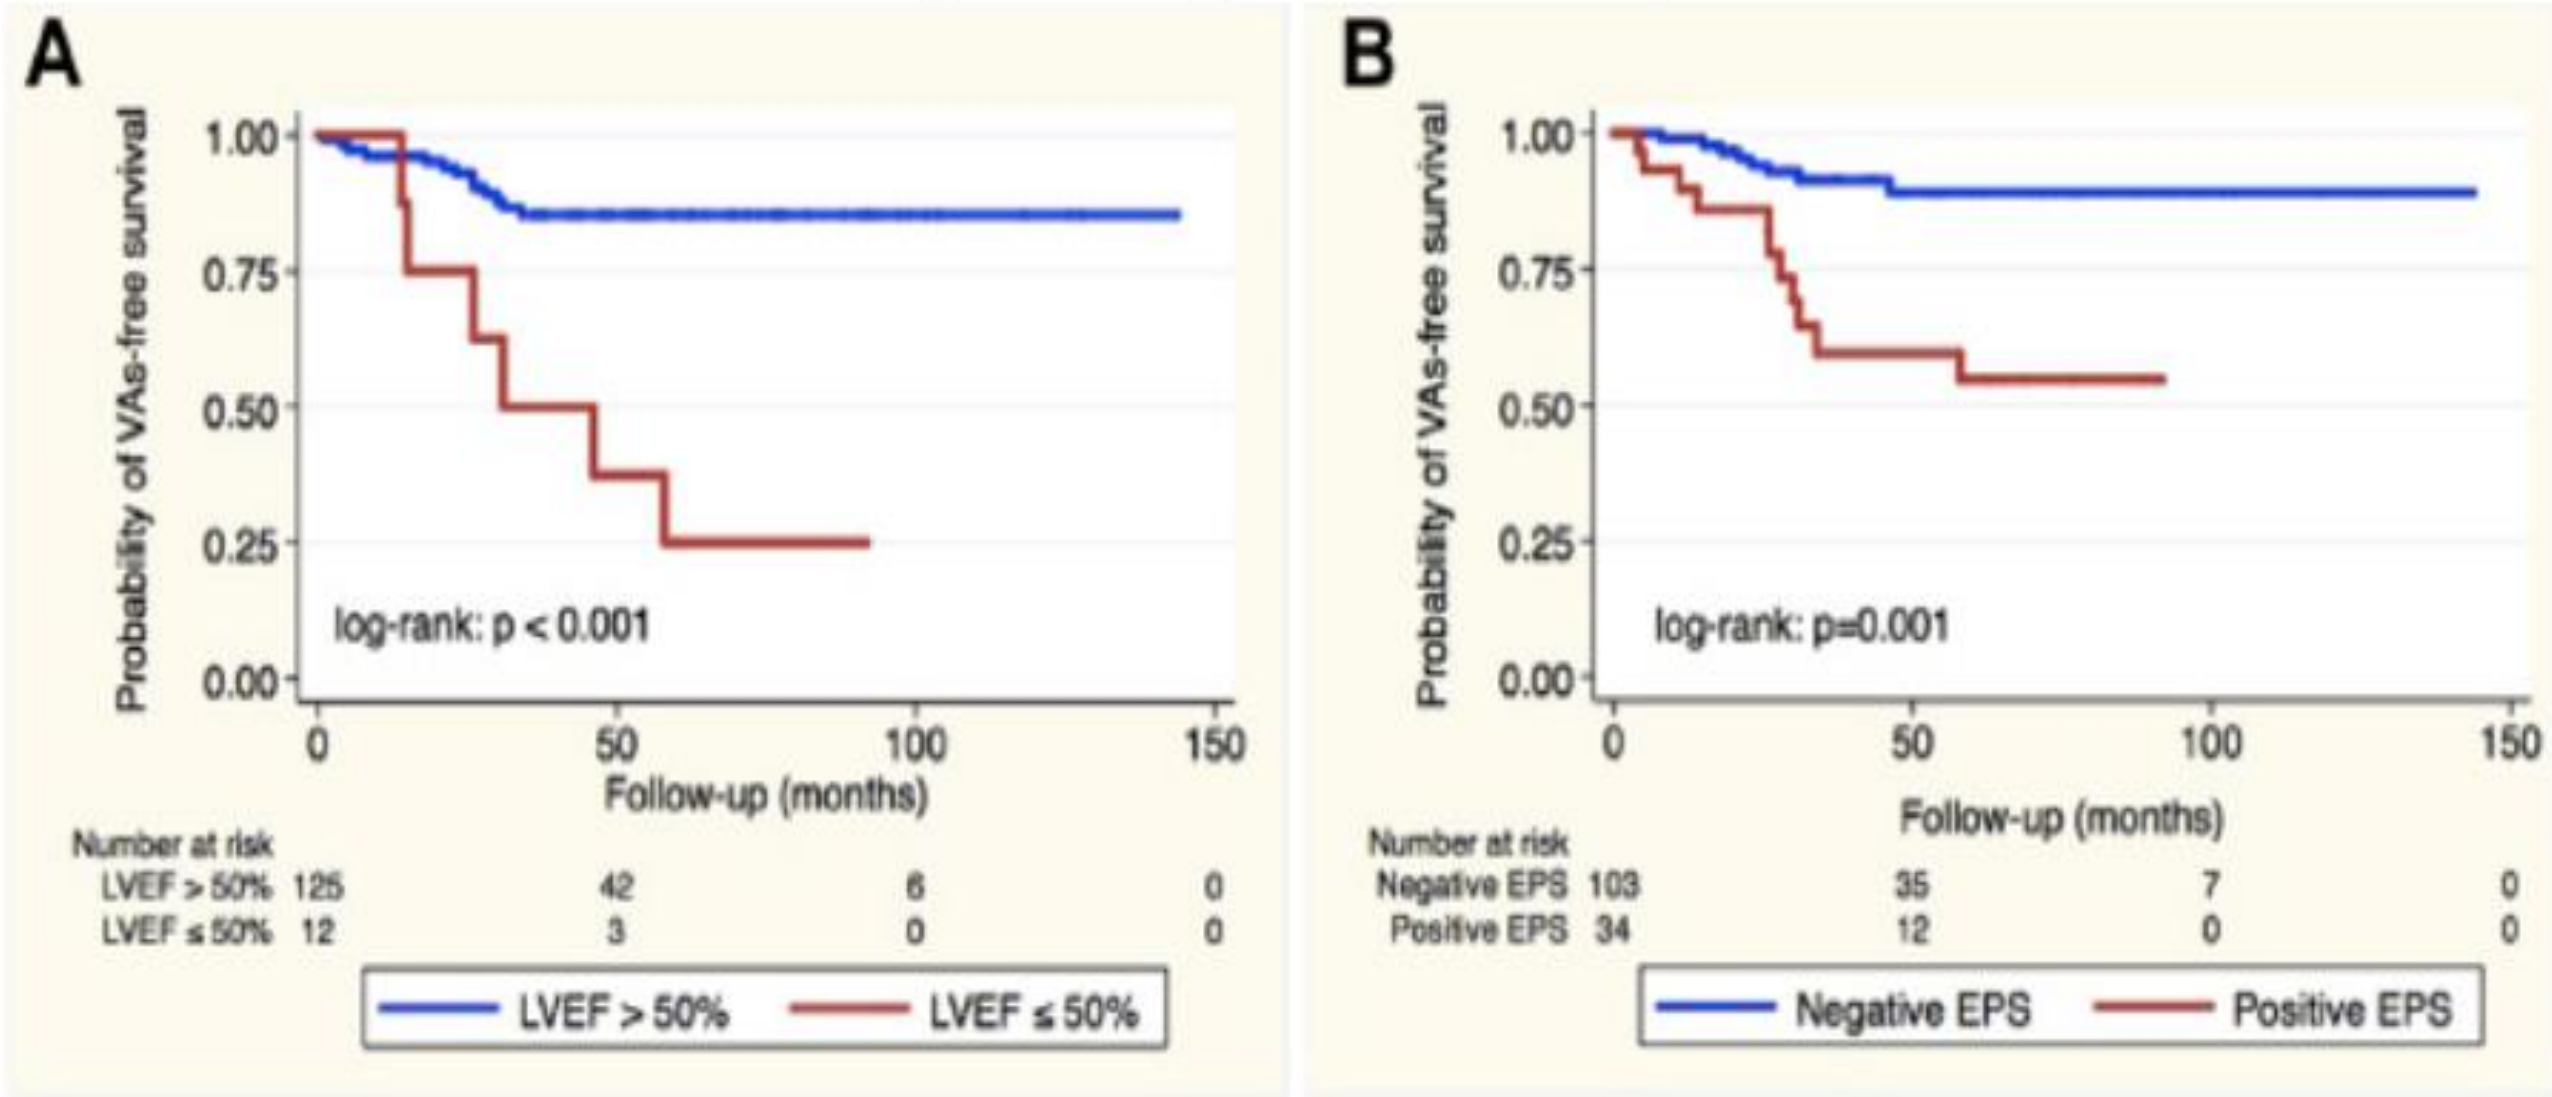 A
Probability of VAs-free survival
1.00
0.75
0.50
0.25
0.00
log-rank: p < 0.001
0 50 100 150
Follow-up (months)
Number at risk
LVEF > 50% 125 42 6 0
LVEF ≤ 50% 12 3 0 0
LVEF > 50% LVEF ≤ 50%
B
Probability of VAs-free survival
1.00
0.75
0.50
0.25
0.00
log-rank: p=0.001
0 50 100 150
Follow-up (months)
Number at risk
Negative EPS 103 35 7 0
Positive EPS 34 12 0 0
Negative EPS Positive EPS